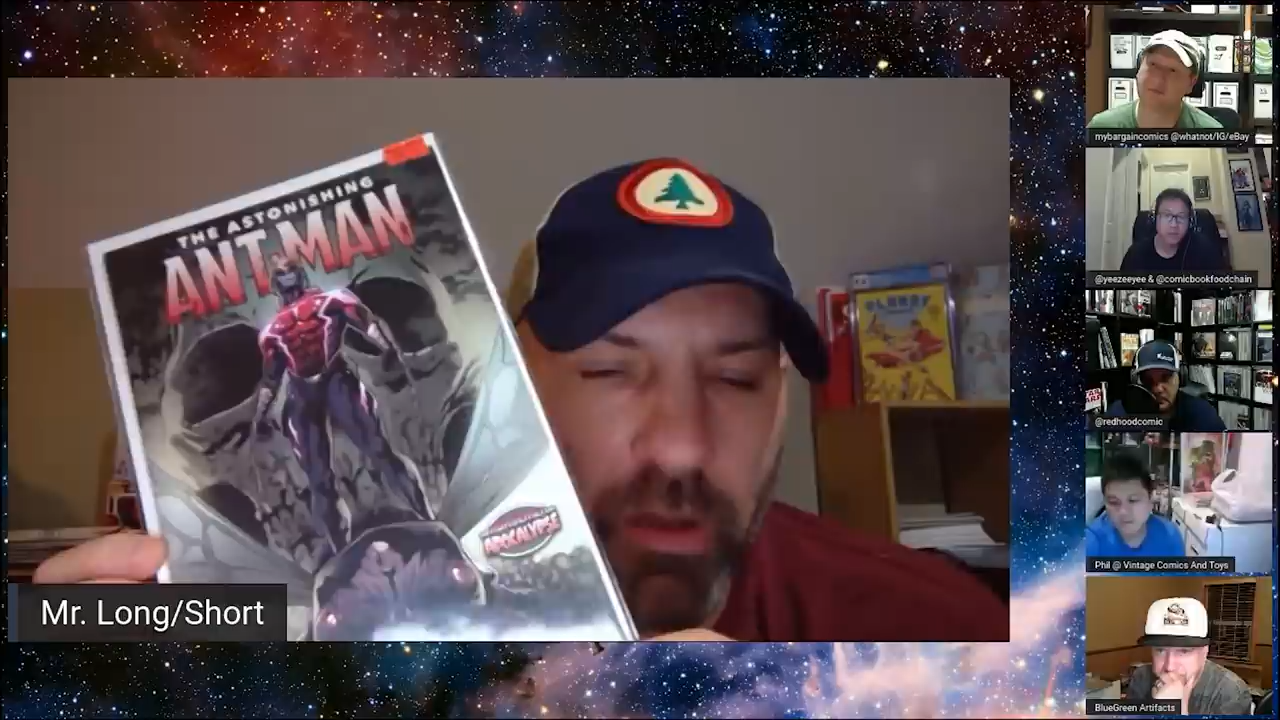 THE ASTONISHING
ANT-MAN
APOCALYPSE
Mr. Long/Short
mybargaincomics @whatnot/IG/eBay
@yeezeeyee & @comicbookfoodchain
@redhoodcomic
Phil @ Vintage Comics And Toys
BlueGreen Artifacts